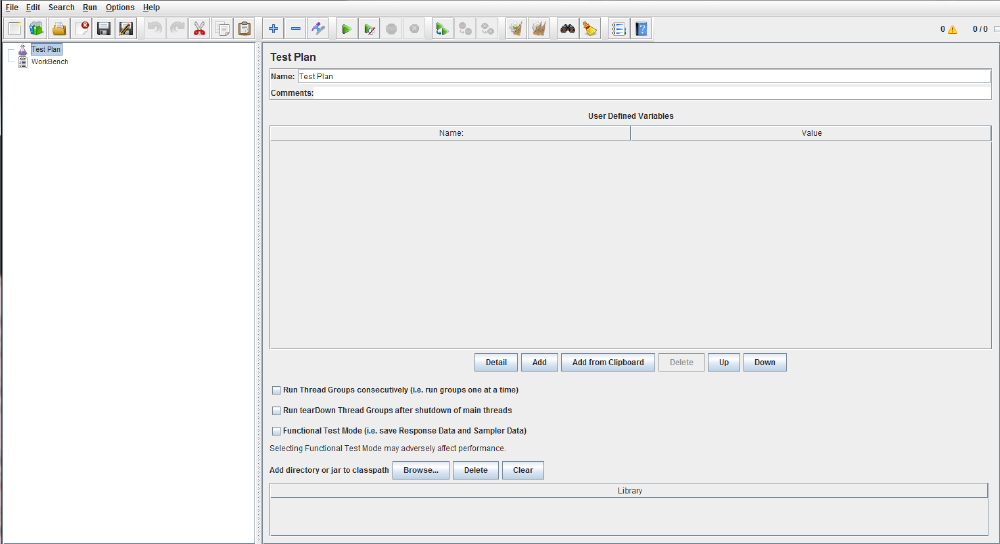 File Edit Search Run Options Help
0 0 / 0
Test Plan
WorkBench
Test Plan
Name: Test Plan
Comments:
User Defined Variables
Name: Value
Detail Add Add from Clipboard Delete Up Down
Run Thread Groups consecutively (i.e. run groups one at a time)
Run tearDown Thread Groups after shutdown of main threads
Functional Test Mode (i.e. save Response Data and Sampler Data)
Selecting Functional Test Mode may adversely affect performance.
Add directory or jar to classpath Browse... Delete Clear
Library